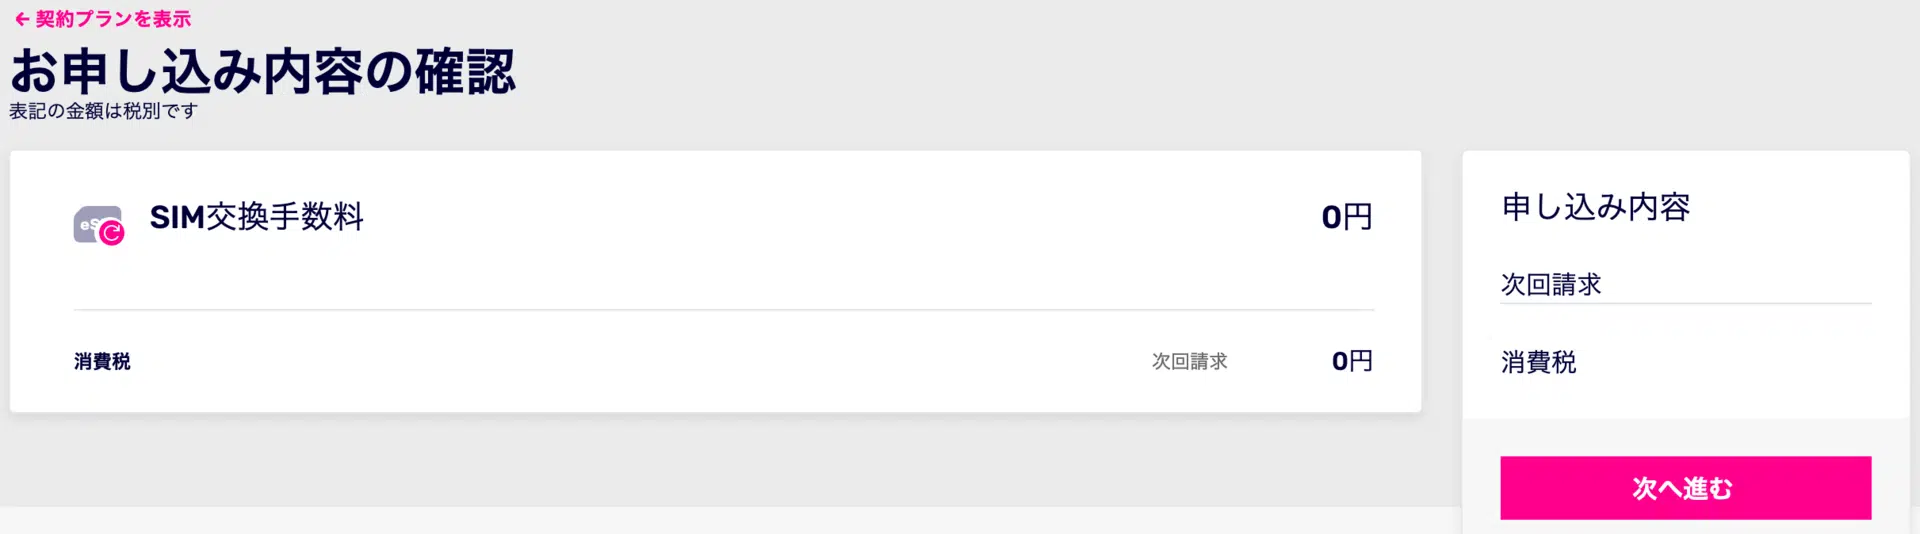 ← 契約プランを表示
お申し込み内容の確認
表記の金額は税別です
SIM交換手数料 0円
消費税 次回請求 0円
申し込み内容
次回請求
消費税
次へ進む